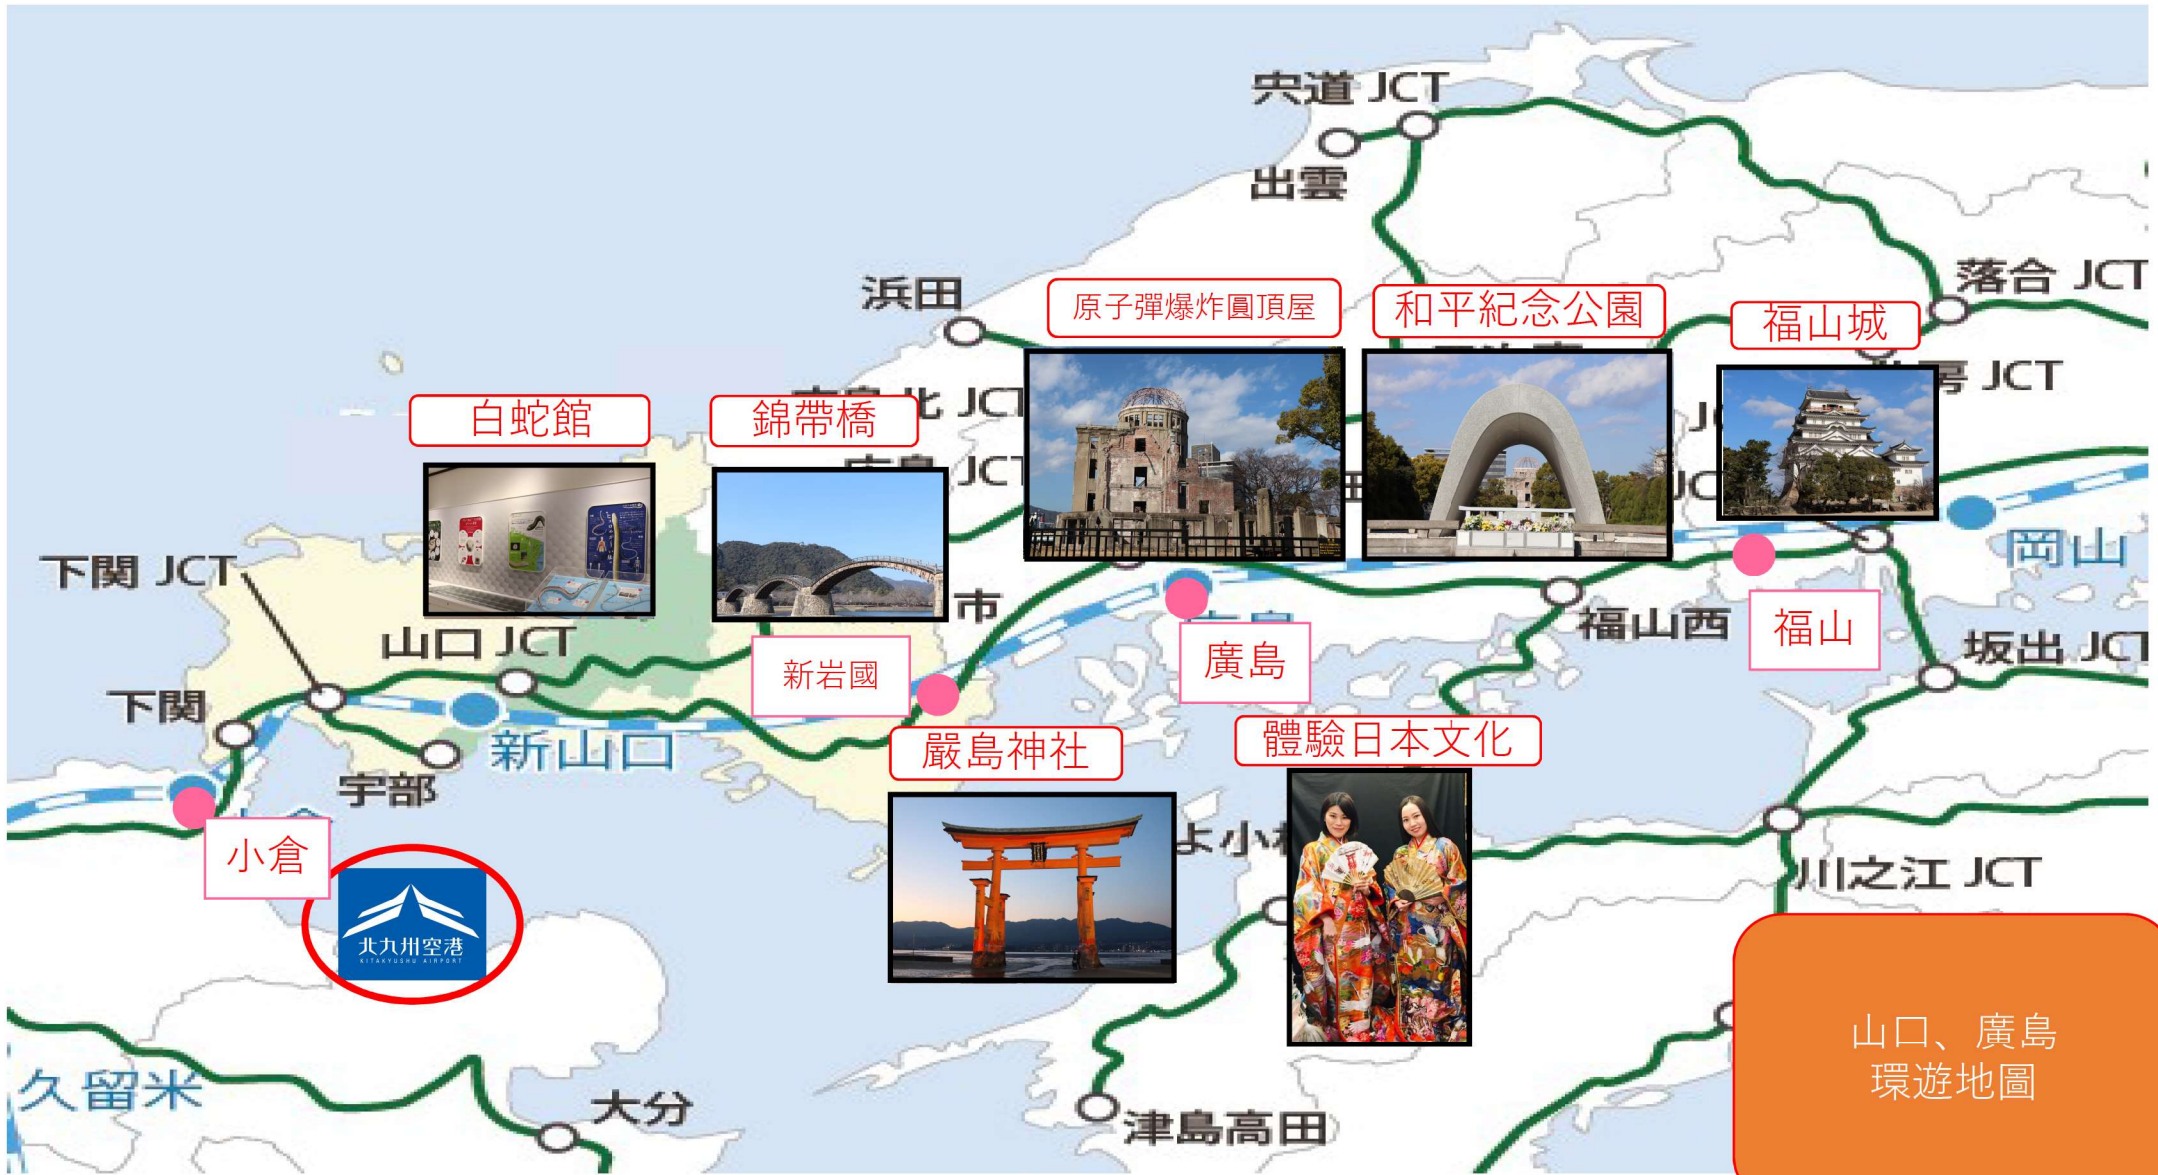 宍道 JCT
出雲
落合 JCT
浜田
原子彈爆炸圓頂屋
和平紀念公園
福山城
房 JCT
北 JCT
白蛇館
錦帶橋
JCT
岡山
下関 JCT
市
福山西
福山
山口 JCT
廣島
坂出 JCT
新岩國
下関
新山口
嚴島神社
體驗日本文化
宇部
小倉
川之江 JCT
北九州空港
KITAKYUSHU AIRPORT
山口、廣島
環遊地圖
久留米
大分
津島高田